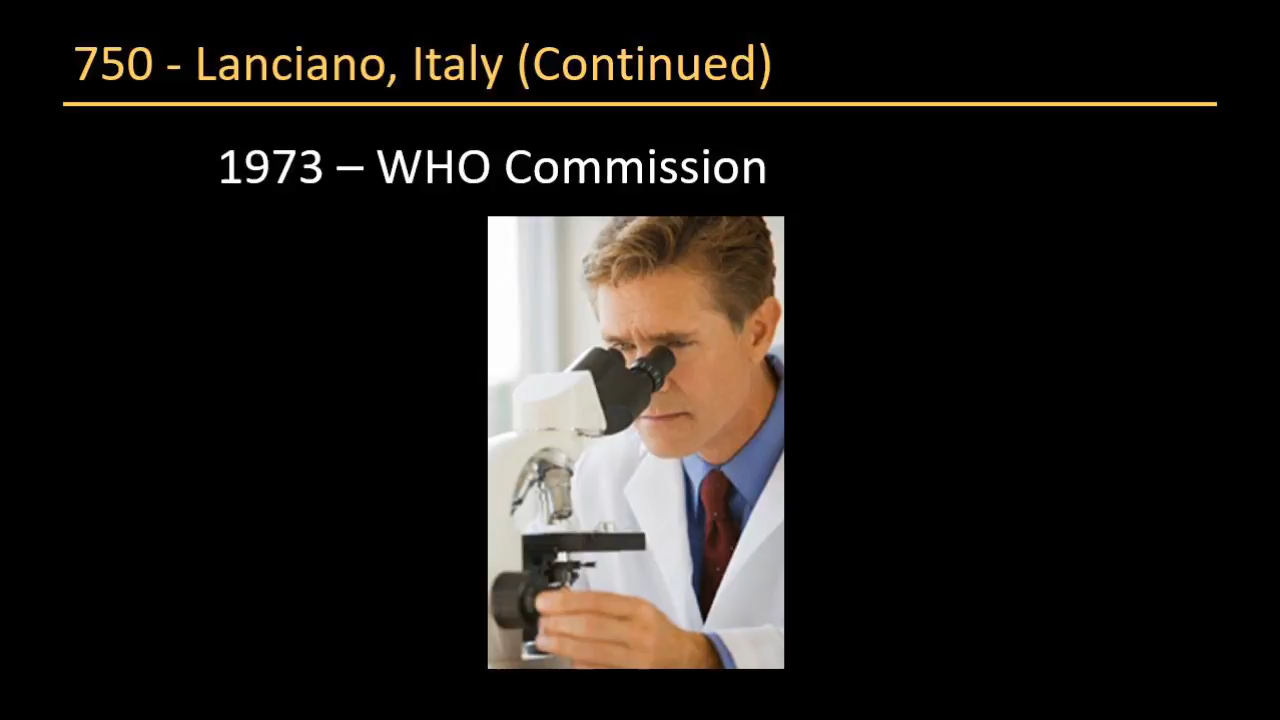 750 - Lanciano, Italy (Continued)
1973 – WHO Commission